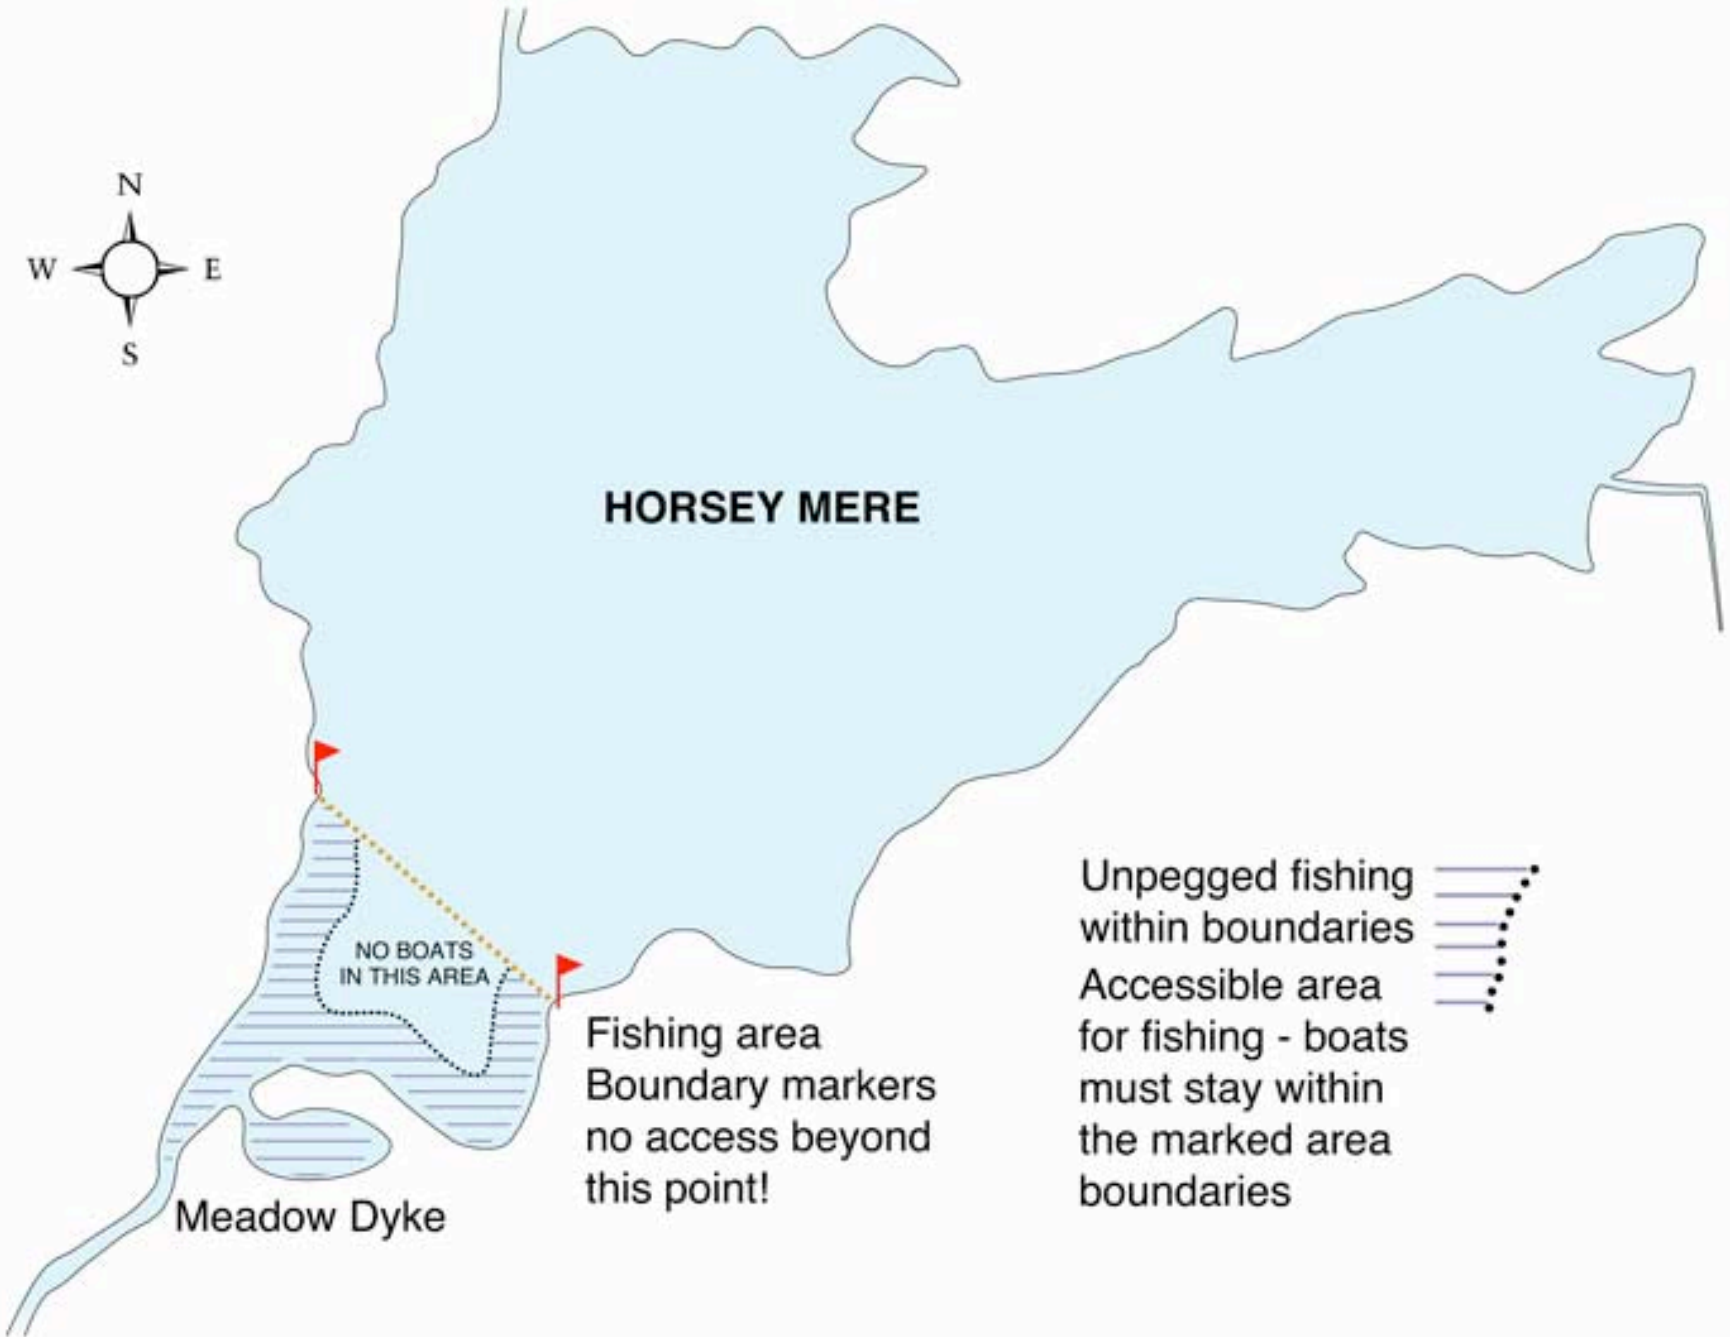 N
W E
S
HORSEY MERE
NO BOATS
IN THIS AREA
Fishing area
Boundary markers
no access beyond
this point!
Meadow Dyke
Unpegged fishing
within boundaries
Accessible area
for fishing - boats
must stay within
the marked area
boundaries